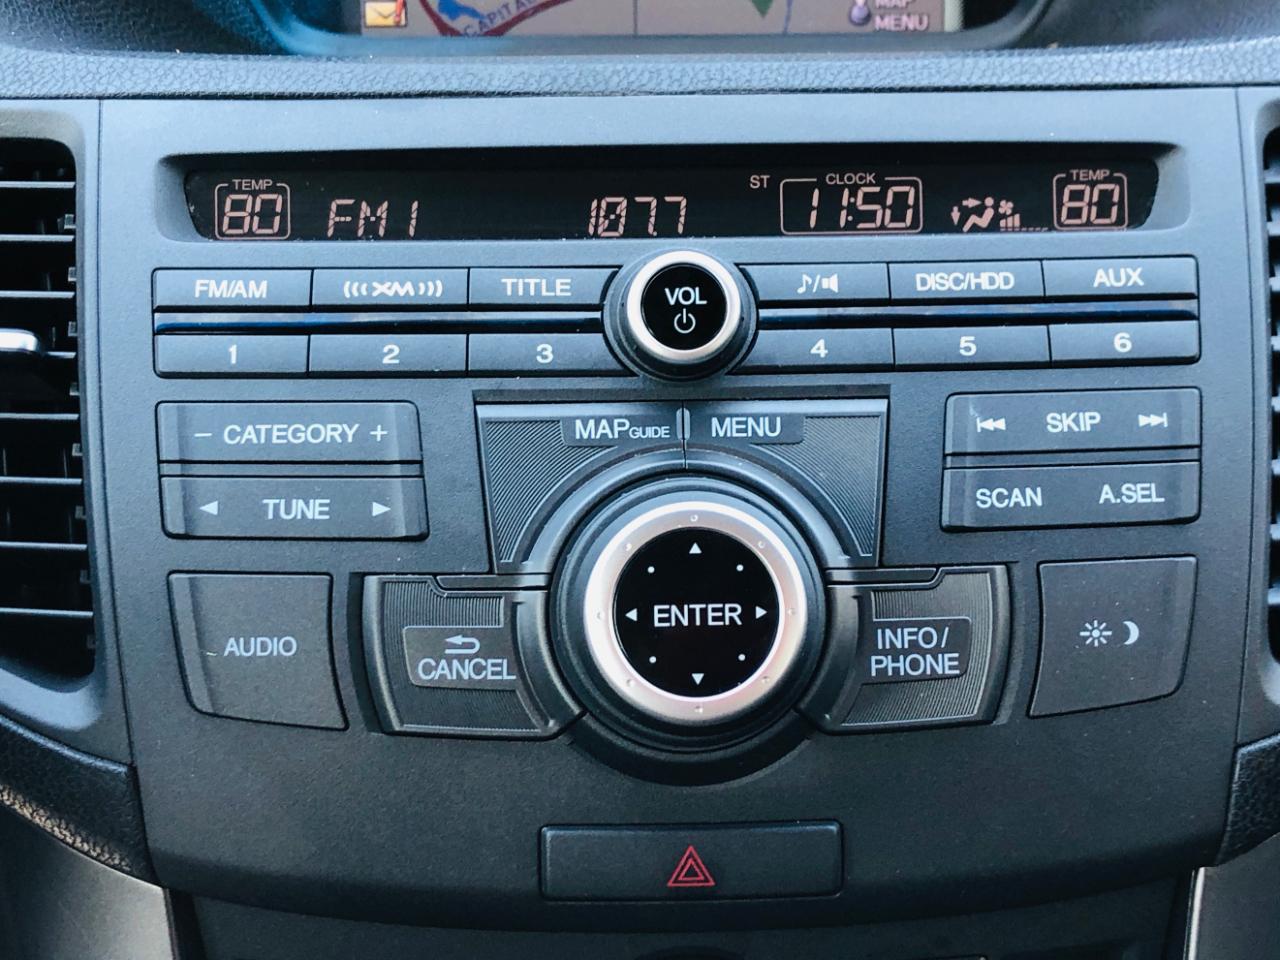 CAPITAL
MAP
MENU
TEMP
80
FM1
107.7
ST
CLOCK
11:50
TEMP
80
FM/AM
XM
TITLE
VOL
DISC/HDD
AUX
1
2
3
4
5
6
- CATEGORY +
MAP GUIDE
MENU
SKIP
TUNE
SCAN
A.SEL
AUDIO
CANCEL
ENTER
INFO/
PHONE